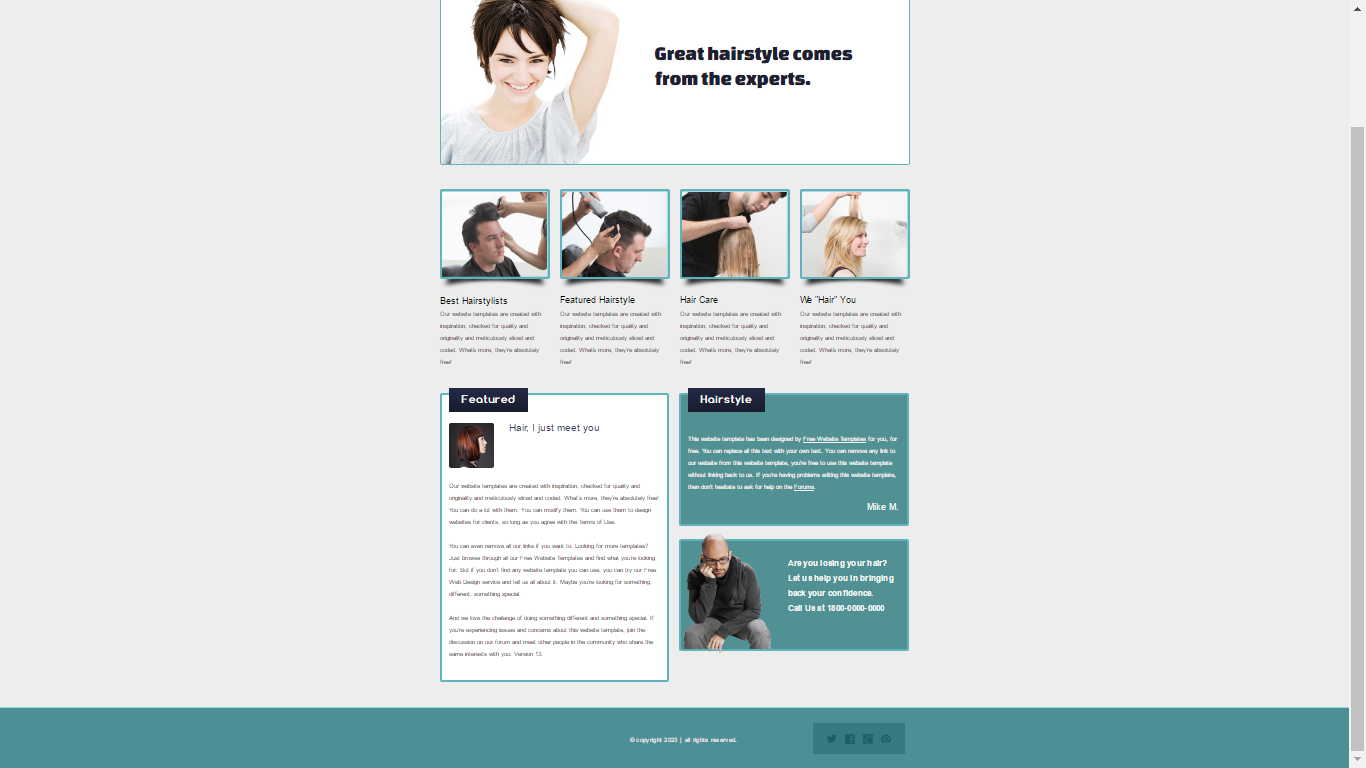 Great hairstyle comes
from the experts.
Best Hairstylists
Our website templates are created with
inspiration, checked for quality and
originality and meticulously sliced and
coded. What's more, they're absolutely
free!
Featured Hairstyle
Our website templates are created with
inspiration, checked for quality and
originality and meticulously sliced and
coded. What's more, they're absolutely
free!
Hair Care
Our website templates are created with
inspiration, checked for quality and
originality and meticulously sliced and
coded. What's more, they're absolutely
free!
We "Hair" You
Our website templates are created with
inspiration, checked for quality and
originality and meticulously sliced and
coded. What's more, they're absolutely
free!
Featured
Hair, I just meet you
Our website templates are created with inspiration, checked for quality and
originality and meticulously sliced and coded. What's more, they're absolutely free!
You can do a lot with them. You can modify them. You can use them to design
websites for clients, so long as you agree with the Terms of Use.
You can even remove all our links if you want to. Looking for more templates?
Just browse through all our Free Website Templates and find what you're looking
for. But if you don't find any website template you can use, you can try our Free
Web Design service and tell us all about it. Maybe you're looking for something
different, something special.
And we love the challenge of doing something different and something special. If
you're experiencing issues and concerns about this website template, join the
discussion on our forum and meet other people in the community who share the
same interests with you. Version 13.
Hairstyle
This website template has been designed by Free Website Templates for you, for
free. You can replace all this text with your own text. You can remove any link to
our website from this website template, you're free to use this website template
without linking back to us. If you're having problems editing this website template,
then don't hesitate to ask for help on the Forums.
Mike M.
Are you losing your hair?
Let us help you in bringing
back your confidence.
Call Us at 1800-0000-0000
© copyright 2023 | all rights reserved.